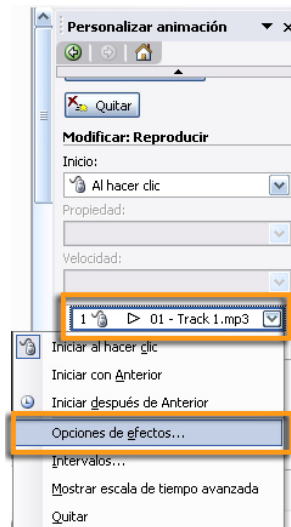 Personalizar animación
Quitar
Modificar: Reproducir
Inicio:
Al hacer clic
Propiedad:
Velocidad:
1 01 - Track 1.mp3
Iniciar al hacer clic
Iniciar con Anterior
Iniciar después de Anterior
Opciones de efectos...
Intervalos...
Mostrar escala de tiempo avanzada
Quitar